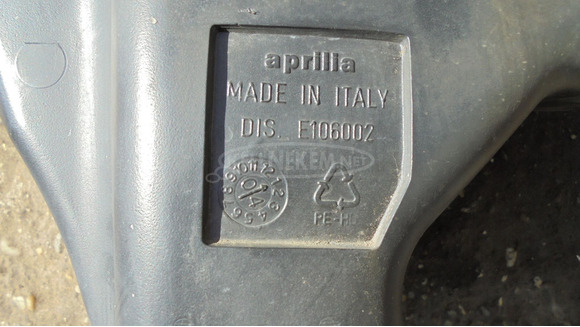 aprilia
MADE IN ITALY
DIS. E106002
PE-HD